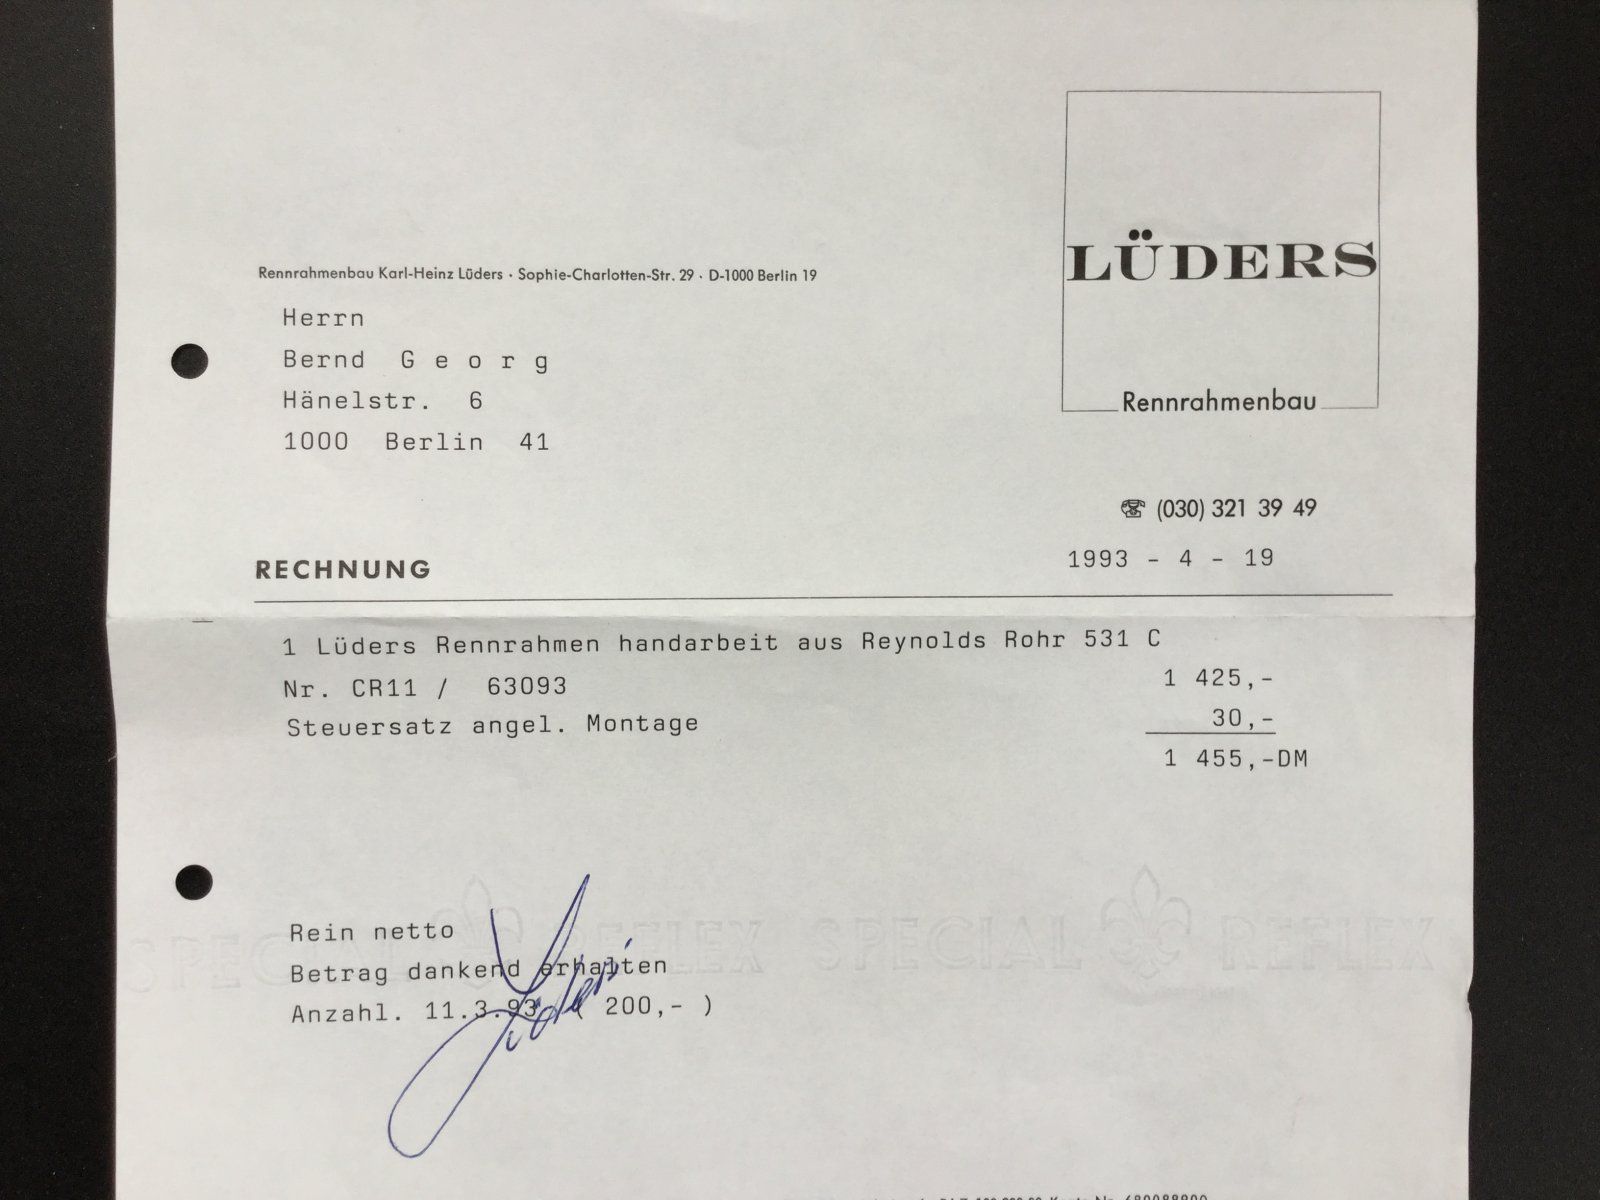 LÜDERS
Rennrahmenbau
Rennrahmenbau Karl-Heinz Lüders · Sophie-Charlotten-Str. 29 · D-1000 Berlin 19
Herrn
Bernd G e o r g
Hänelstr. 6
1000 Berlin 41
☎ (030) 321 39 49
RECHNUNG
1993 - 4 - 19
1 Lüders Rennrahmen handarbeit aus Reynolds Rohr 531 C
Nr. CR11 / 63093 1 425,-
Steuersatz angel. Montage 30,-
1 455,-DM
SPECIAL REFLEX SPECIAL REFLEX
Rein netto
Betrag dankend erhalten
Anzahl. 11.3.93 ( 200,- )
Lüders